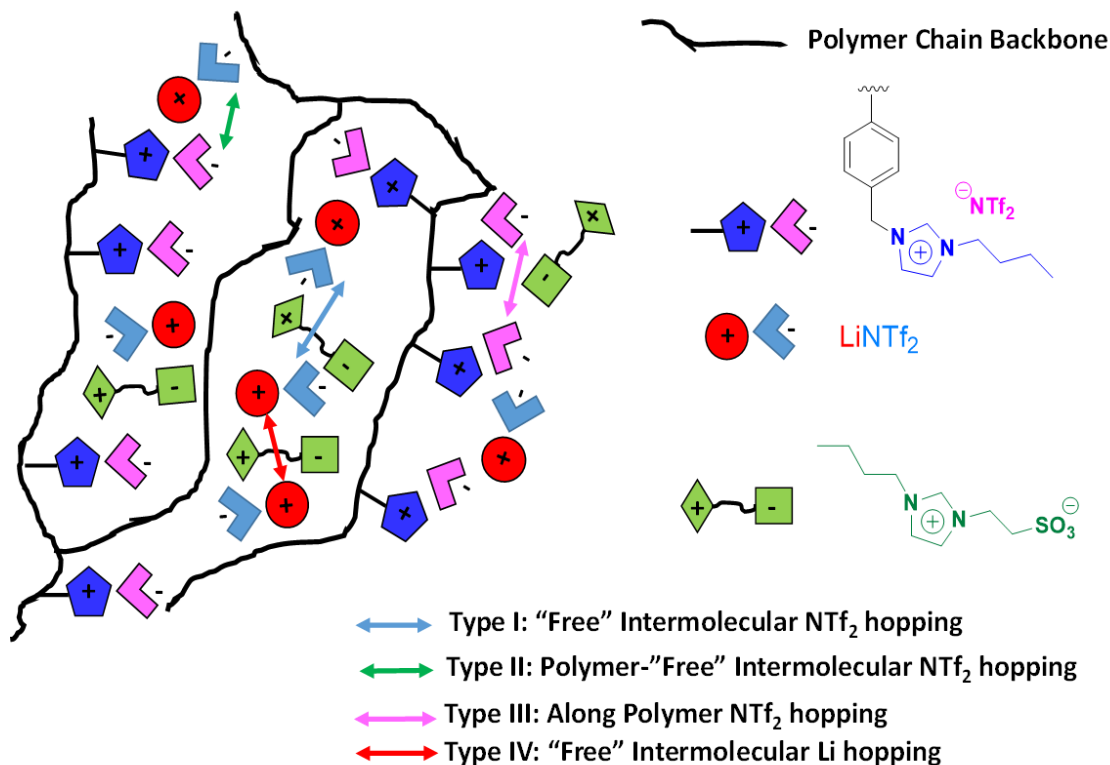 Polymer Chain Backbone
⊖NTf₂
N
N
⊕
LiNTf₂
N
N
⊕
SO₃⊖
Type I: “Free” Intermolecular NTf₂ hopping
Type II: Polymer-”Free” Intermolecular NTf₂ hopping
Type III: Along Polymer NTf₂ hopping
Type IV: “Free” Intermolecular Li hopping